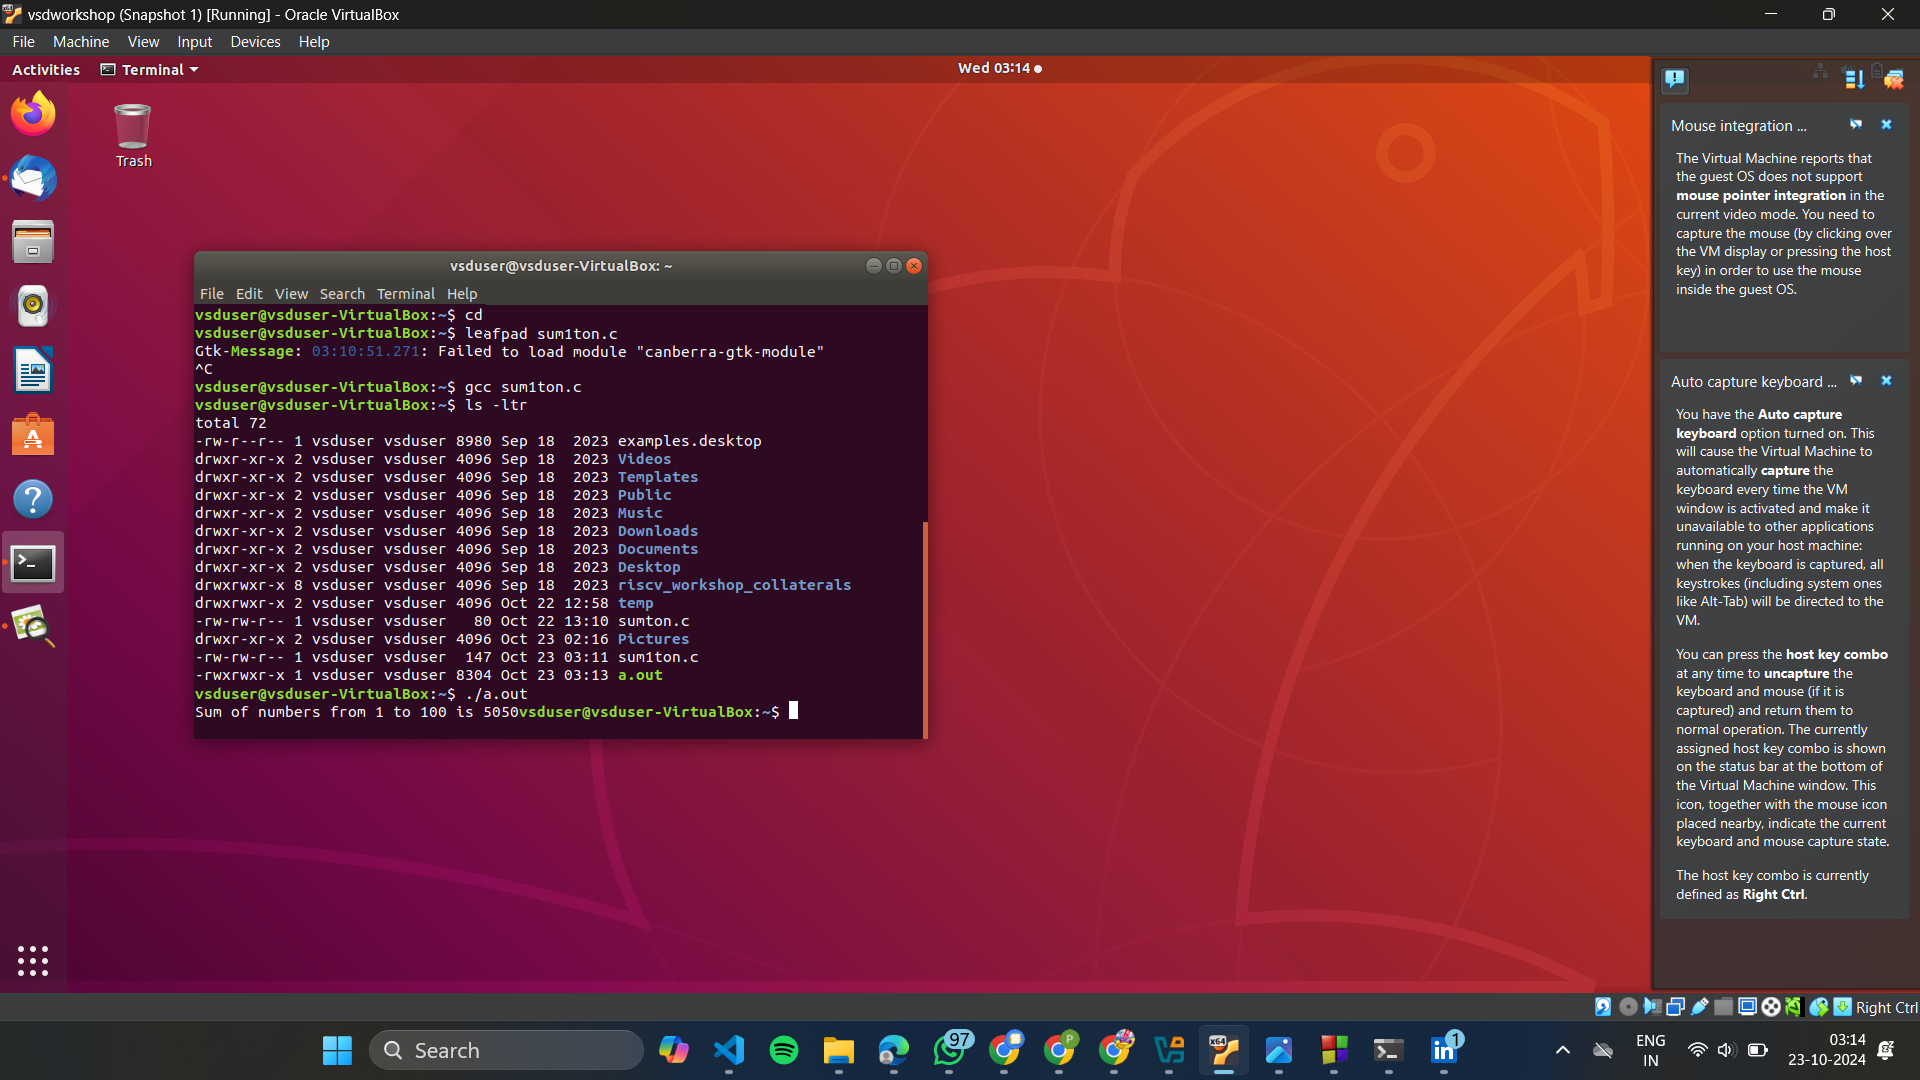 vsdworkshop (Snapshot 1) [Running] - Oracle VirtualBox
File Machine View Input Devices Help
Activities Terminal
Wed 03:14
Trash
vsduser@vsduser-VirtualBox: ~
File Edit View Search Terminal Help
vsduser@vsduser-VirtualBox:~$ cd
vsduser@vsduser-VirtualBox:~$ leafpad sum1ton.c
Gtk-Message: 03:10:51.271: Failed to load module "canberra-gtk-module"
^C
vsduser@vsduser-VirtualBox:~$ gcc sum1ton.c
vsduser@vsduser-VirtualBox:~$ ls -ltr
total 72
-rw-r--r-- 1 vsduser vsduser 8980 Sep 18  2023 examples.desktop
drwxr-xr-x 2 vsduser vsduser 4096 Sep 18  2023 Videos
drwxr-xr-x 2 vsduser vsduser 4096 Sep 18  2023 Templates
drwxr-xr-x 2 vsduser vsduser 4096 Sep 18  2023 Public
drwxr-xr-x 2 vsduser vsduser 4096 Sep 18  2023 Music
drwxr-xr-x 2 vsduser vsduser 4096 Sep 18  2023 Downloads
drwxr-xr-x 2 vsduser vsduser 4096 Sep 18  2023 Documents
drwxr-xr-x 2 vsduser vsduser 4096 Sep 18  2023 Desktop
drwxrwxr-x 8 vsduser vsduser 4096 Sep 18  2023 riscv_workshop_collaterals
drwxrwxr-x 2 vsduser vsduser 4096 Oct 22 12:58 temp
-rw-rw-r-- 1 vsduser vsduser   80 Oct 22 13:10 sumton.c
drwxr-xr-x 2 vsduser vsduser 4096 Oct 23 02:16 Pictures
-rw-rw-r-- 1 vsduser vsduser  147 Oct 23 03:11 sum1ton.c
-rwxrwxr-x 1 vsduser vsduser 8304 Oct 23 03:13 a.out
vsduser@vsduser-VirtualBox:~$ ./a.out
Sum of numbers from 1 to 100 is 5050vsduser@vsduser-VirtualBox:~$
Mouse integration ...
The Virtual Machine reports that
the guest OS does not support
mouse pointer integration in the
current video mode. You need to
capture the mouse (by clicking over
the VM display or pressing the host
key) in order to use the mouse
inside the guest OS.
Auto capture keyboard ...
You have the Auto capture
keyboard option turned on. This
will cause the Virtual Machine to
automatically capture the
keyboard every time the VM
window is activated and make it
unavailable to other applications
running on your host machine:
when the keyboard is captured, all
keystrokes (including system ones
like Alt-Tab) will be directed to the
VM.
You can press the host key combo
at any time to uncapture the
keyboard and mouse (if it is
captured) and return them to
normal operation. The currently
assigned host key combo is shown
on the status bar at the bottom of
the Virtual Machine window. This
icon, together with the mouse icon
placed nearby, indicate the current
keyboard and mouse capture state.
The host key combo is currently
defined as Right Ctrl.
Right Ctrl
Search
97
P
x64
in
1
ENG
IN
03:14
23-10-2024